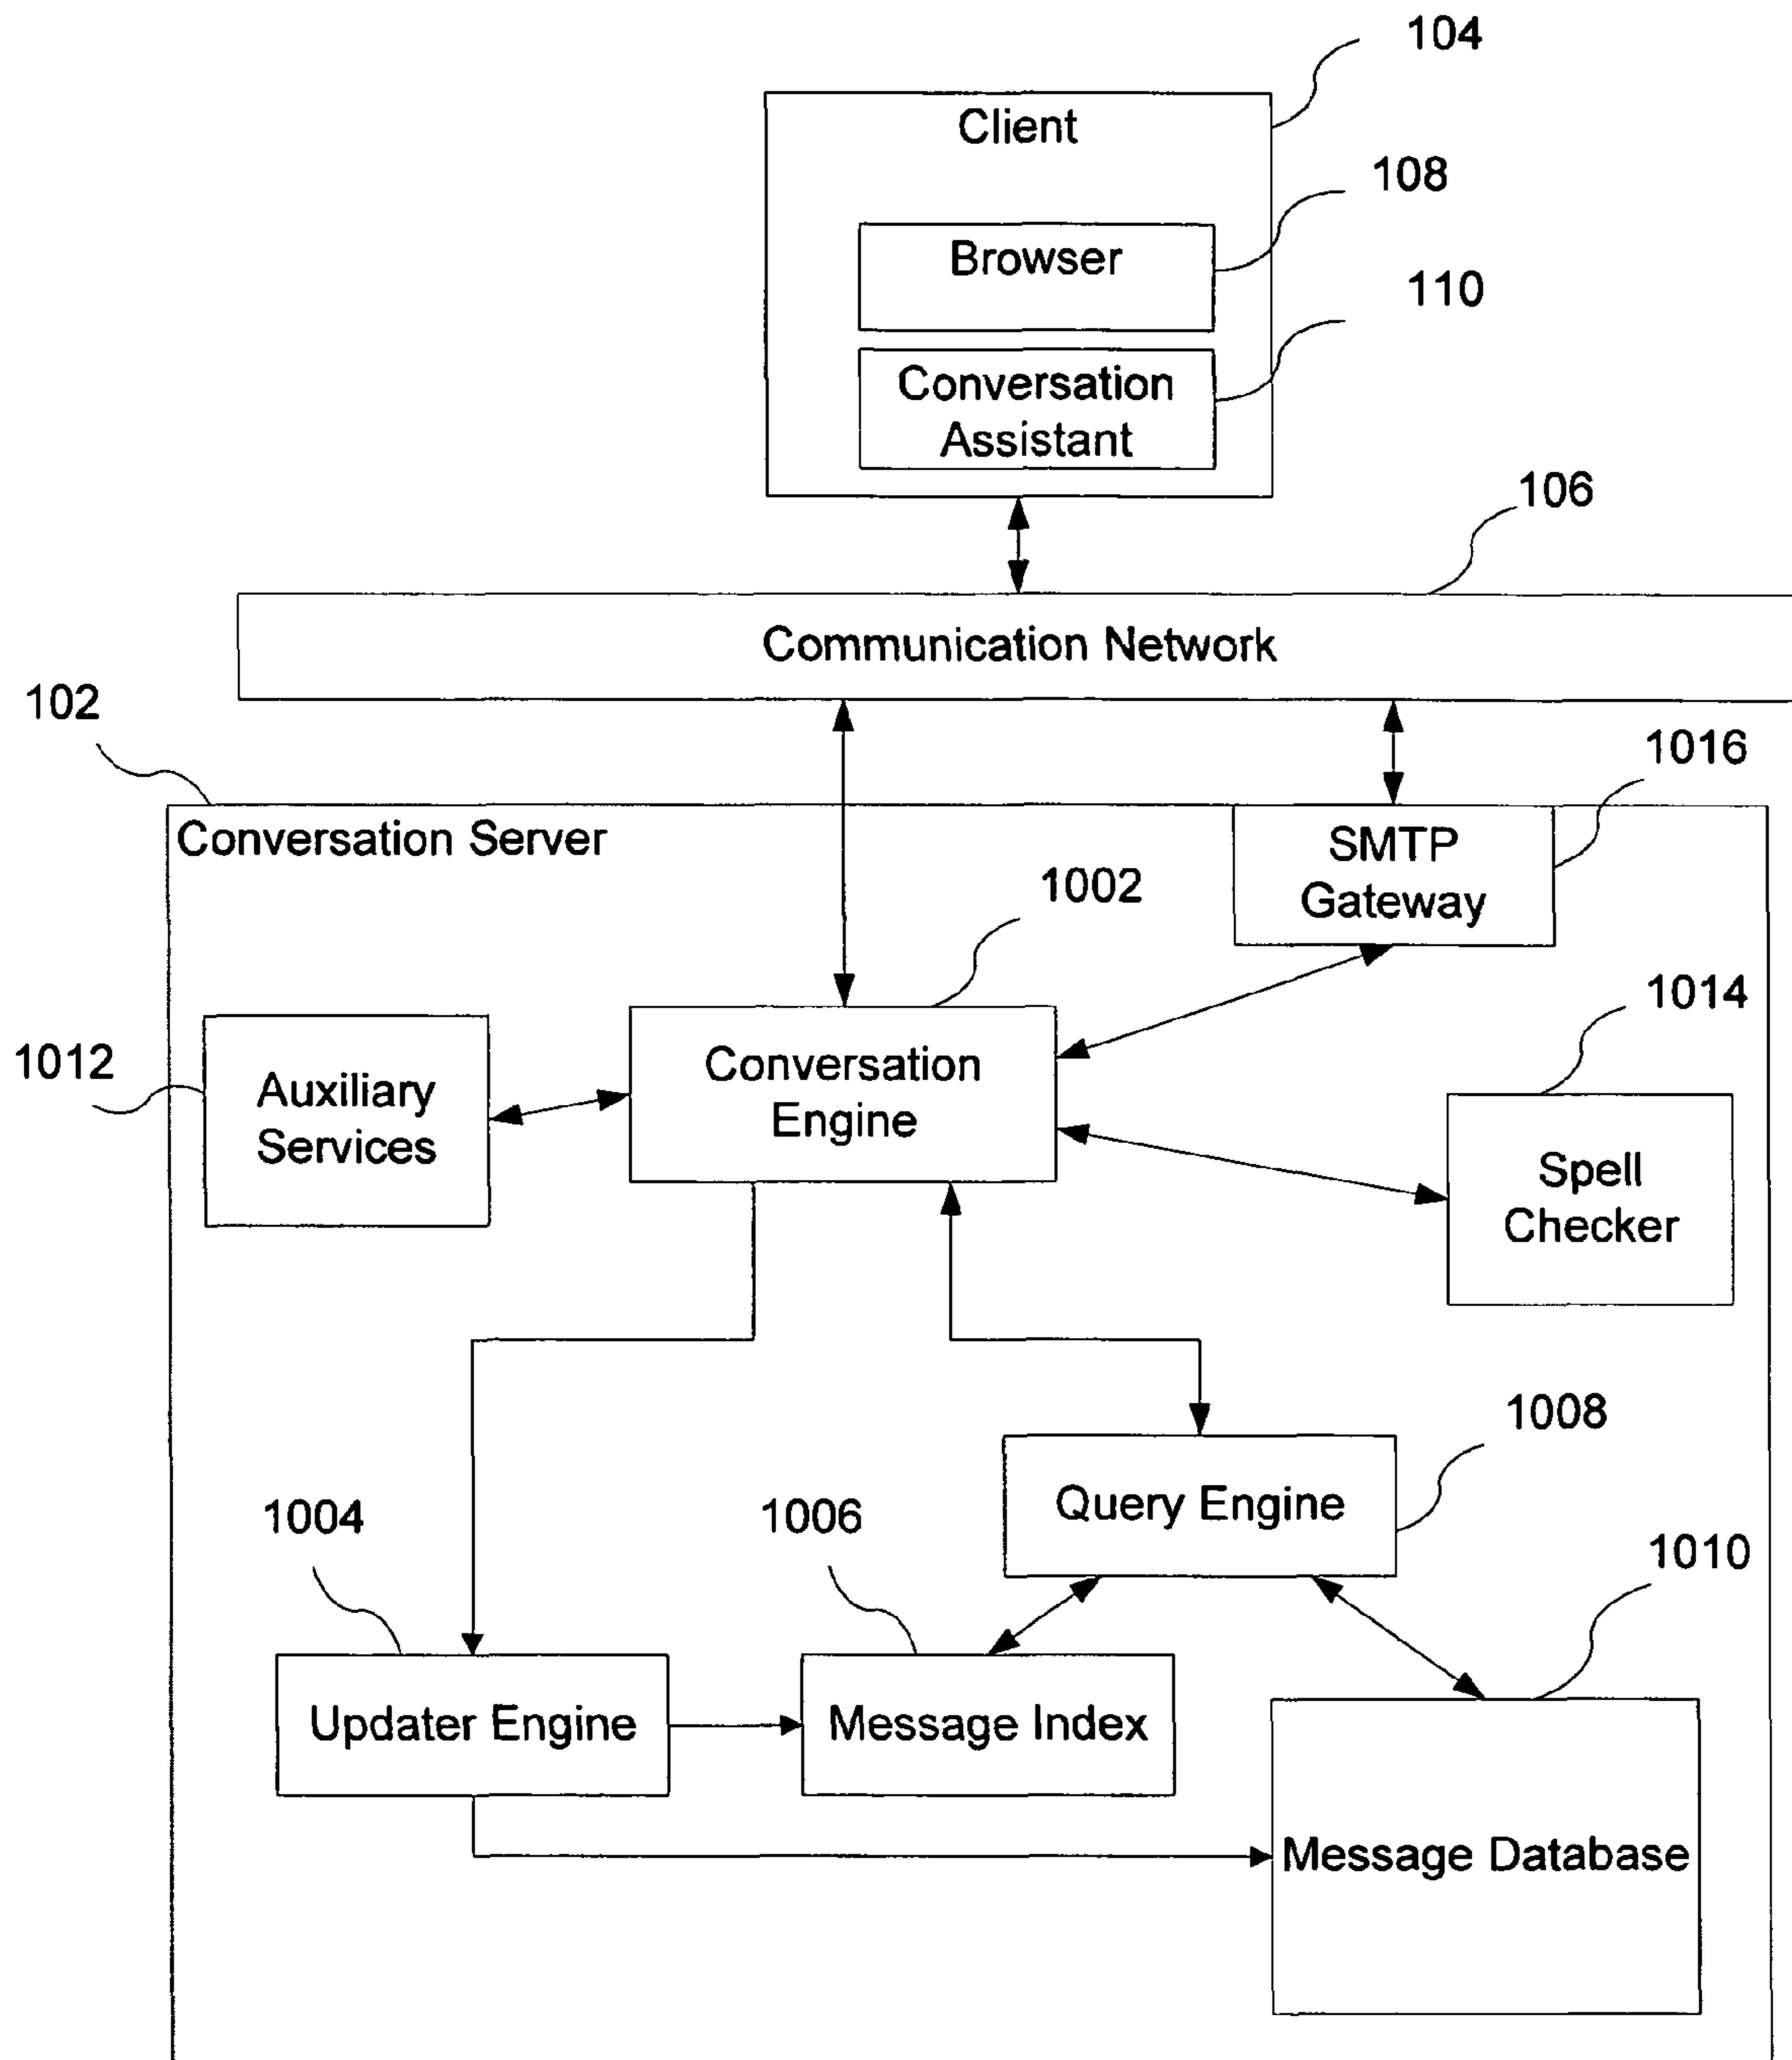 104
Client
108
Browser
110
Conversation
Assistant
106
Communication Network
102
1016
Conversation Server
SMTP
Gateway
1002
1014
1012
Auxiliary
Services
Conversation
Engine
Spell
Checker
1008
Query Engine
1004
1006
1010
Updater Engine
Message Index
Message Database